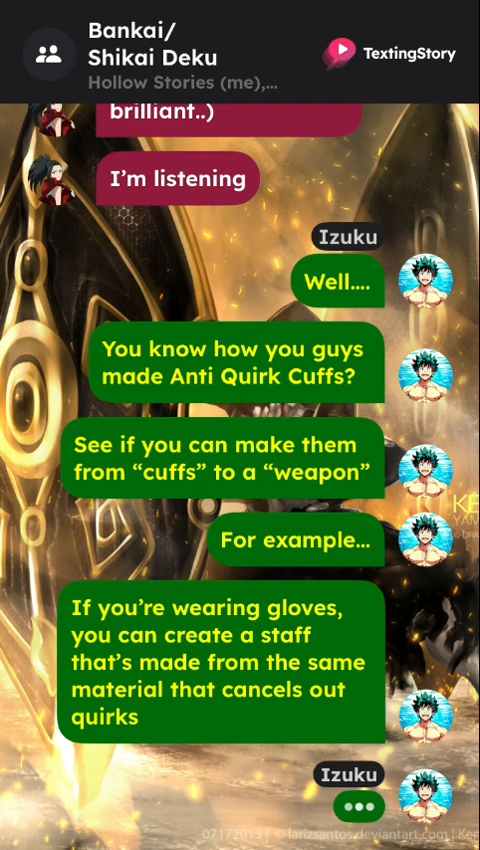 Bankai/
Shikai Deku
Hollow Stories (me),...
TextingStory
brilliant..)
I'm listening
Izuku
Well....
You know how you guys
made Anti Quirk Cuffs?
See if you can make them
from “cuffs” to a “weapon”
For example...
If you're wearing gloves,
you can create a staff
that's made from the same
material that cancels out
quirks
Izuku
07172013 | © larizsantos.deviantart.com | Ken